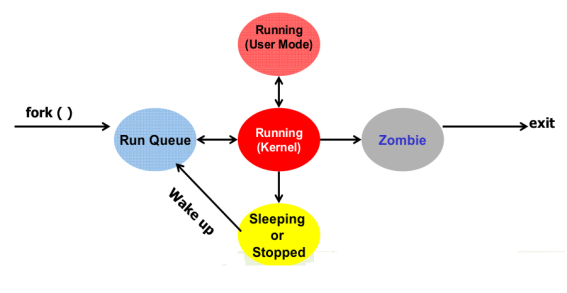 Running
(User Mode)
fork ( )
Run Queue
Running
(Kernel)
Zombie
exit
Wake up
Sleeping
or
Stopped